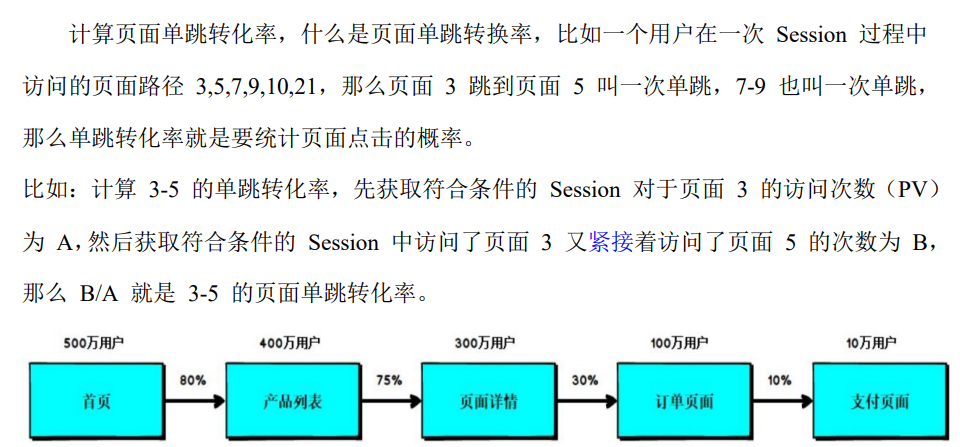 计算页面单跳转化率，什么是页面单跳转换率，比如一个用户在一次 Session 过程中
访问的页面路径 3,5,7,9,10,21，那么页面 3 跳到页面 5 叫一次单跳，7-9 也叫一次单跳，
那么单跳转化率就是要统计页面点击的概率。
比如：计算 3-5 的单跳转化率，先获取符合条件的 Session 对于页面 3 的访问次数（PV）
为 A，然后获取符合条件的 Session 中访问了页面 3 又紧接着访问了页面 5 的次数为 B，
那么 B/A 就是 3-5 的页面单跳转化率。
500万用户 400万用户 300万用户 100万用户 10万用户
首页 80% 产品列表 75% 页面详情 30% 订单页面 10% 支付页面